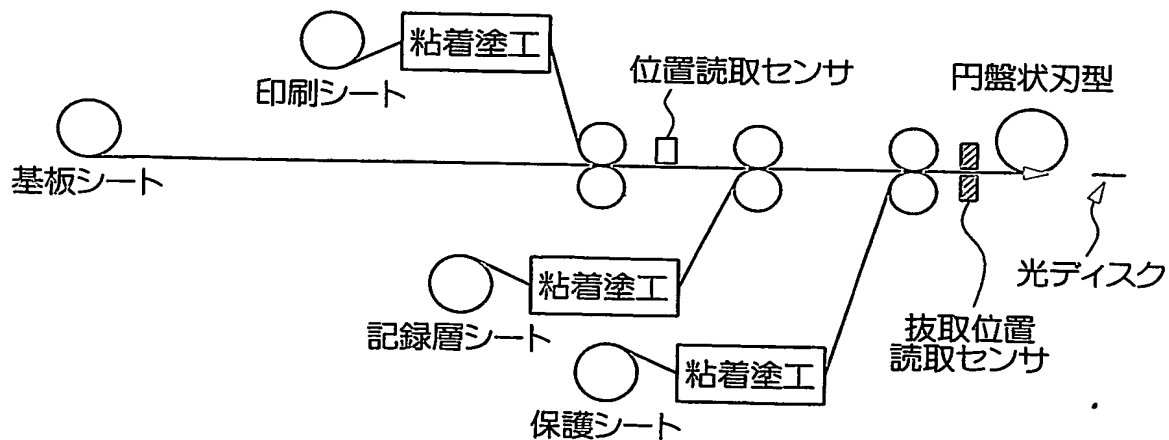 粘着塗工
印刷シート
位置読取センサ
円盤状刃型
基板シート
粘着塗工
記録層シート
光ディスク
抜取位置
読取センサ
粘着塗工
保護シート